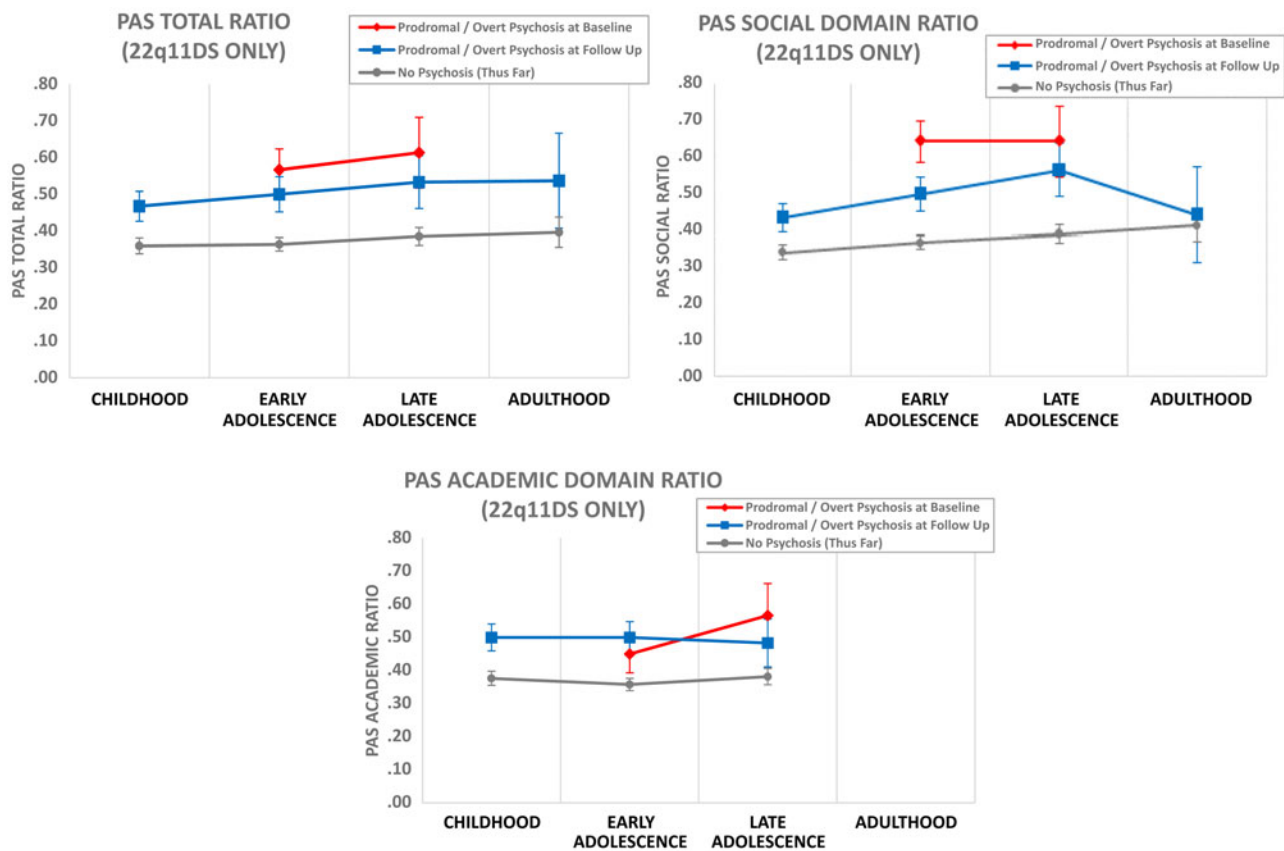 PAS TOTAL RATIO
(22q11DS ONLY)
Prodromal / Overt Psychosis at Baseline
Prodromal / Overt Psychosis at Follow Up
No Psychosis (Thus Far)
.80
.70
.60
.50
.40
.30
.20
.10
.00
PAS TOTAL RATIO
CHILDHOOD
EARLY
ADOLESCENCE
LATE
ADOLESCENCE
ADULTHOOD
PAS SOCIAL DOMAIN RATIO
(22q11DS ONLY)
Prodromal / Overt Psychosis at Baseline
Prodromal / Overt Psychosis at Follow Up
No Psychosis (Thus Far)
.80
.70
.60
.50
.40
.30
.20
.10
.00
PAS SOCIAL RATIO
CHILDHOOD
EARLY
ADOLESCENCE
LATE
ADOLESCENCE
ADULTHOOD
PAS ACADEMIC DOMAIN RATIO
(22q11DS ONLY)
Prodromal / Overt Psychosis at Baseline
Prodromal / Overt Psychosis at Follow Up
No Psychosis (Thus Far)
.80
.70
.60
.50
.40
.30
.20
.10
.00
PAS ACADEMIC RATIO
CHILDHOOD
EARLY
ADOLESCENCE
LATE
ADOLESCENCE
ADULTHOOD